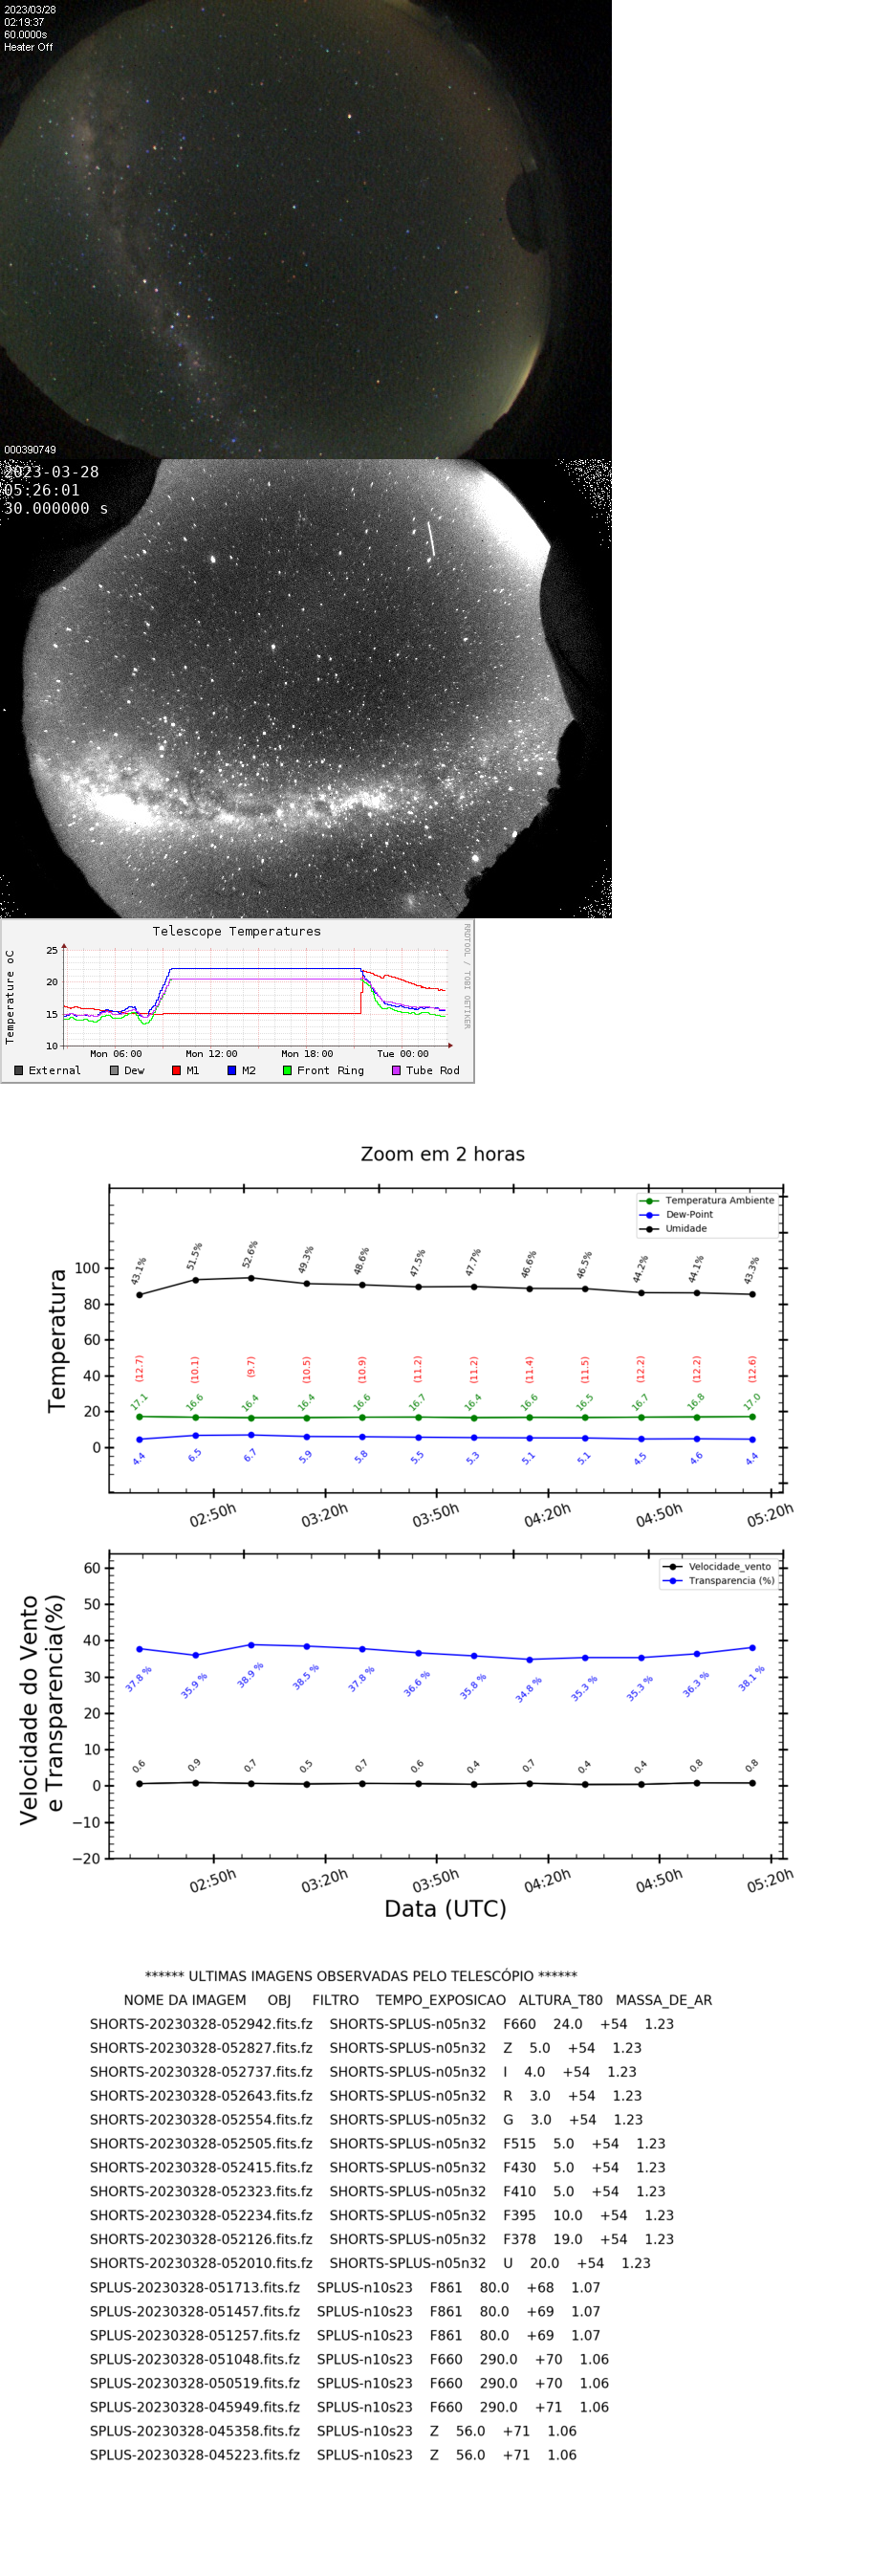 2023/03/28
02:19:37
60.0000s
Heater Off
000390749
2023-03-28
05:26:01
30.000000 s
Telescope Temperatures
RRDTOOL / TOBI OETIKER
Temperature oC
25
20
15
10
Mon 06:00 Mon 12:00 Mon 18:00 Tue 00:00
External Dew M1 M2 Front Ring Tube Rod
Zoom em 2 horas
Temperatura Ambiente
Dew-Point
Umidade
Temperatura
100
80
60
40
20
0
43.1% 51.5% 52.6% 49.3% 48.6% 47.5% 47.7% 46.6% 46.5% 44.2% 44.1% 43.3%
(12.7) (10.1) (9.7) (10.5) (10.9) (11.2) (11.2) (11.4) (11.5) (12.2) (12.2) (12.6)
17.1 16.6 16.4 16.4 16.6 16.7 16.4 16.6 16.5 16.7 16.8 17.0
4.4 6.5 6.7 5.9 5.8 5.5 5.3 5.1 5.1 4.5 4.6 4.4
02:50h 03:20h 03:50h 04:20h 04:50h 05:20h
Velocidade_vento
Transparencia (%)
Velocidade do Vento
e Transparencia(%)
60
50
40
30
20
10
0
−10
−20
37.8 % 35.9 % 38.9 % 38.5 % 37.8 % 36.6 % 35.8 % 34.8 % 35.3 % 35.3 % 36.3 % 38.1 %
0.6 0.9 0.7 0.5 0.7 0.6 0.4 0.7 0.4 0.4 0.8 0.8
02:50h 03:20h 03:50h 04:20h 04:50h 05:20h
Data (UTC)
****** ULTIMAS IMAGENS OBSERVADAS PELO TELESCÓPIO ******
NOME DA IMAGEM OBJ FILTRO TEMPO_EXPOSICAO ALTURA_T80 MASSA_DE_AR
SHORTS-20230328-052942.fits.fz SHORTS-SPLUS-n05n32 F660 24.0 +54 1.23
SHORTS-20230328-052827.fits.fz SHORTS-SPLUS-n05n32 Z 5.0 +54 1.23
SHORTS-20230328-052737.fits.fz SHORTS-SPLUS-n05n32 I 4.0 +54 1.23
SHORTS-20230328-052643.fits.fz SHORTS-SPLUS-n05n32 R 3.0 +54 1.23
SHORTS-20230328-052554.fits.fz SHORTS-SPLUS-n05n32 G 3.0 +54 1.23
SHORTS-20230328-052505.fits.fz SHORTS-SPLUS-n05n32 F515 5.0 +54 1.23
SHORTS-20230328-052415.fits.fz SHORTS-SPLUS-n05n32 F430 5.0 +54 1.23
SHORTS-20230328-052323.fits.fz SHORTS-SPLUS-n05n32 F410 5.0 +54 1.23
SHORTS-20230328-052234.fits.fz SHORTS-SPLUS-n05n32 F395 10.0 +54 1.23
SHORTS-20230328-052126.fits.fz SHORTS-SPLUS-n05n32 F378 19.0 +54 1.23
SHORTS-20230328-052010.fits.fz SHORTS-SPLUS-n05n32 U 20.0 +54 1.23
SPLUS-20230328-051713.fits.fz SPLUS-n10s23 F861 80.0 +68 1.07
SPLUS-20230328-051457.fits.fz SPLUS-n10s23 F861 80.0 +69 1.07
SPLUS-20230328-051257.fits.fz SPLUS-n10s23 F861 80.0 +69 1.07
SPLUS-20230328-051048.fits.fz SPLUS-n10s23 F660 290.0 +70 1.06
SPLUS-20230328-050519.fits.fz SPLUS-n10s23 F660 290.0 +70 1.06
SPLUS-20230328-045949.fits.fz SPLUS-n10s23 F660 290.0 +71 1.06
SPLUS-20230328-045358.fits.fz SPLUS-n10s23 Z 56.0 +71 1.06
SPLUS-20230328-045223.fits.fz SPLUS-n10s23 Z 56.0 +71 1.06